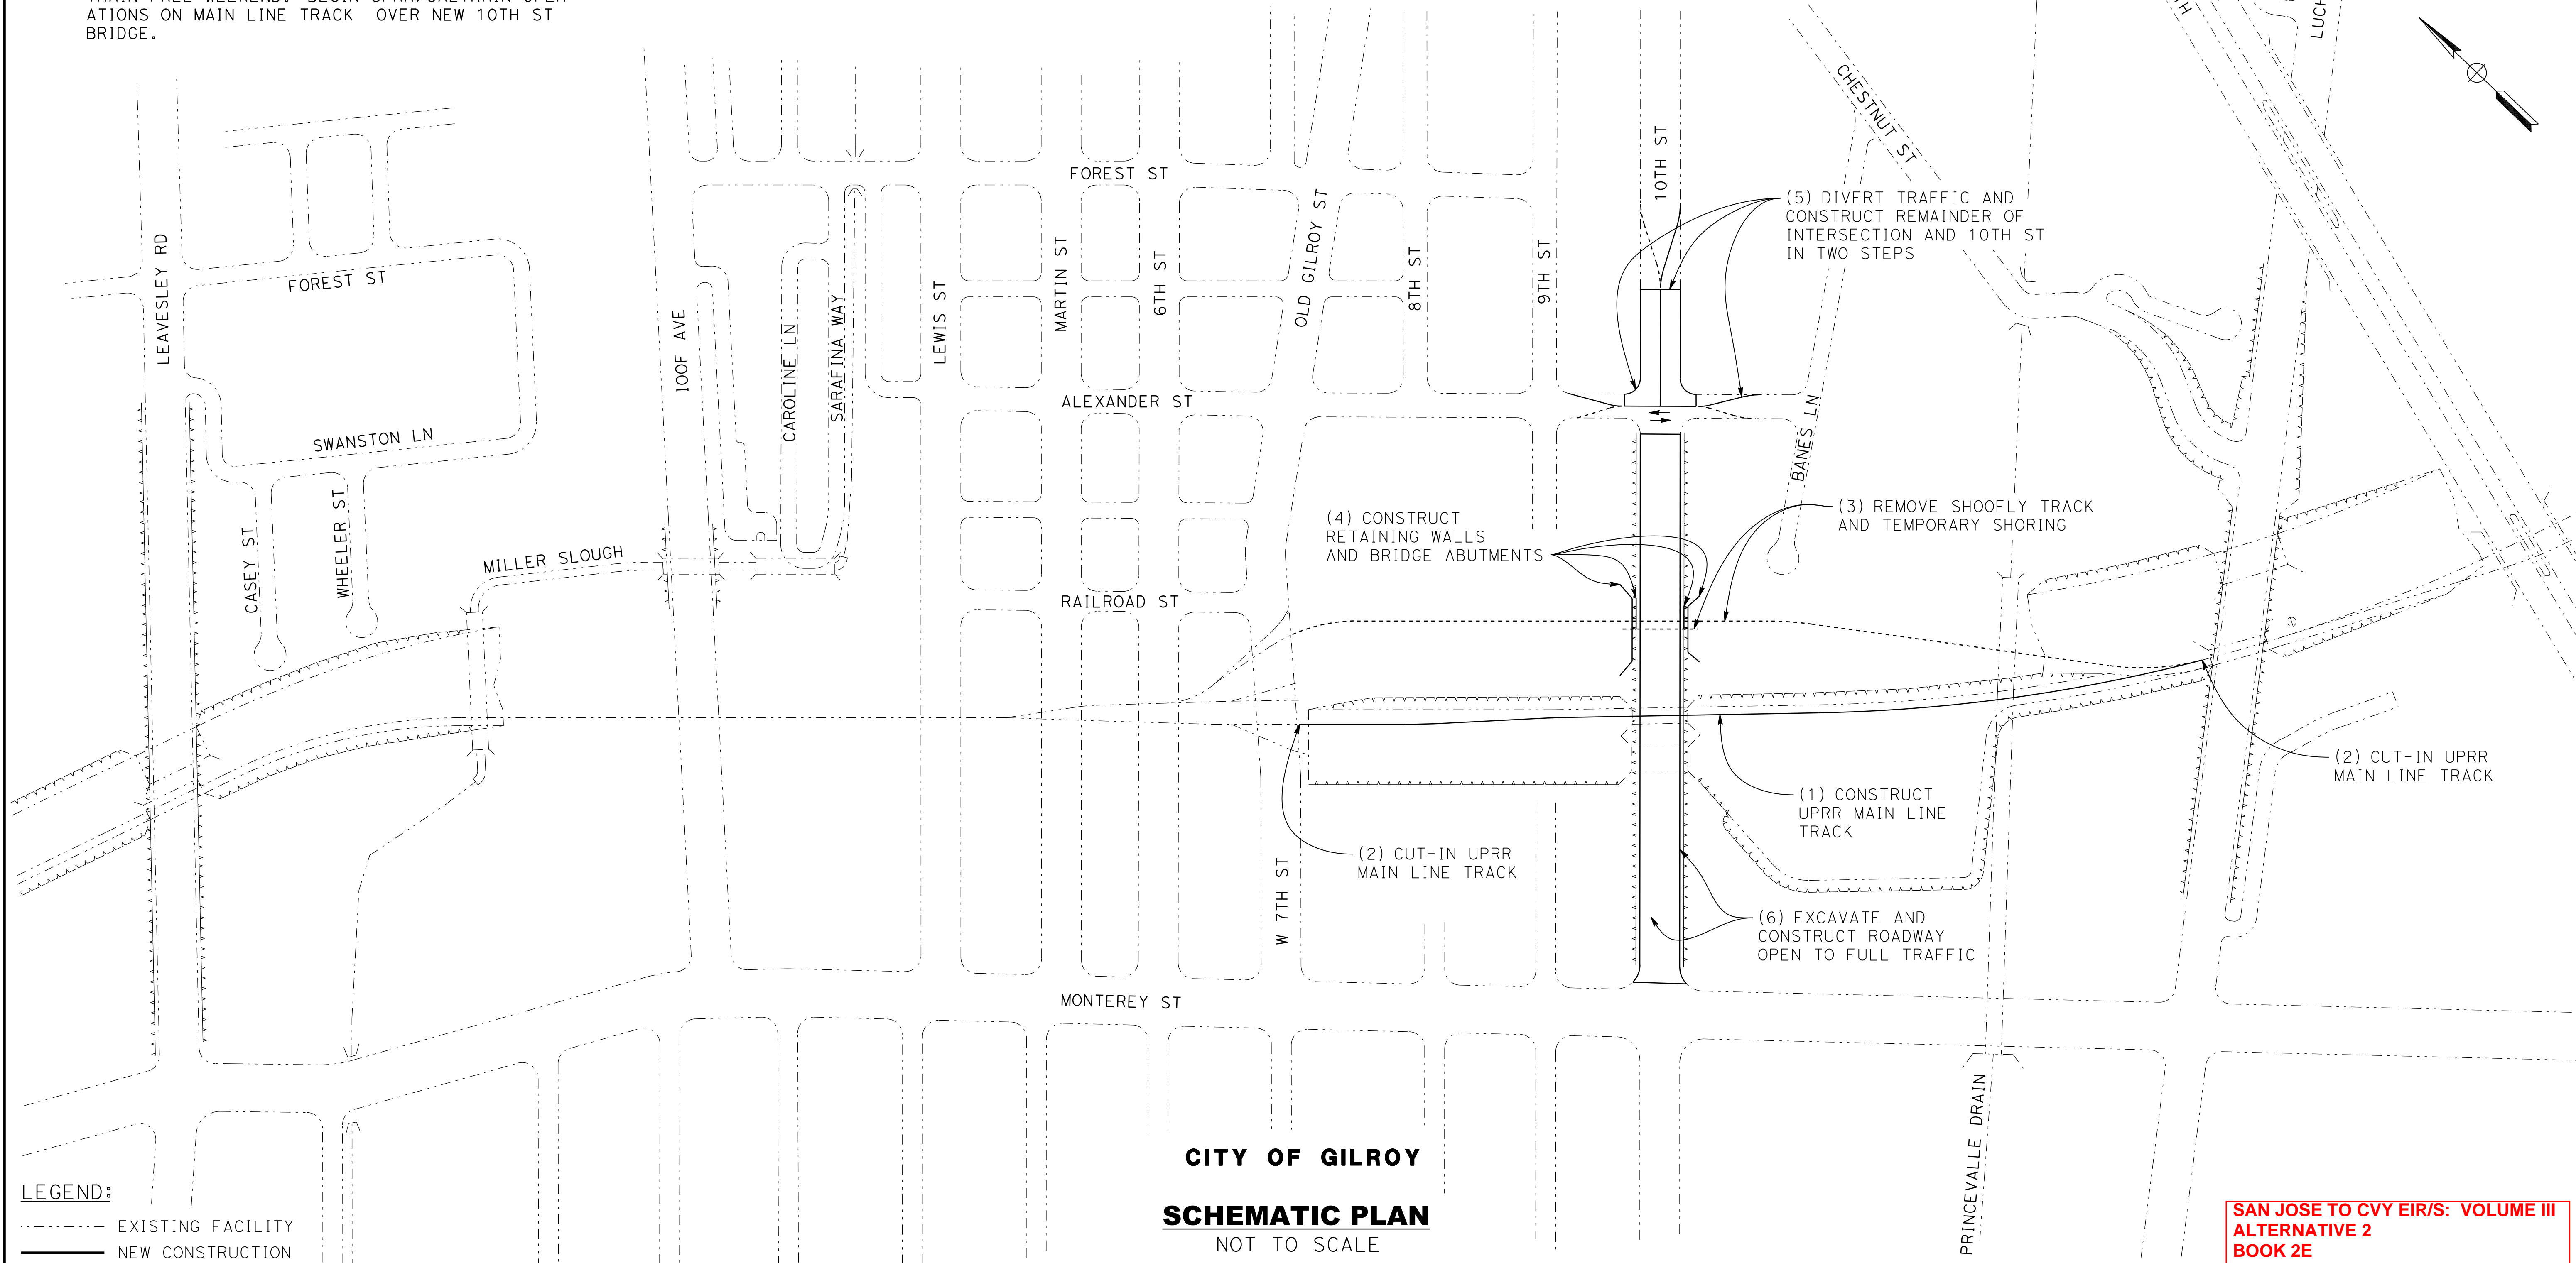 ATIONS ON MAIN LINE TRACK OVER NEW 10TH ST
BRIDGE.
LUCH
CHESTNUT ST
10TH ST
FOREST ST
(5) DIVERT TRAFFIC AND
CONSTRUCT REMAINDER OF
INTERSECTION AND 10TH ST
IN TWO STEPS
LEAVESLEY RD
FOREST ST
IOOF AVE
CAROLINE LN
SARAFINA WAY
LEWIS ST
MARTIN ST
6TH ST
OLD GILROY ST
8TH ST
9TH ST
ALEXANDER ST
SWANSTON LN
BANES LN
CASEY ST
WHEELER ST
MILLER SLOUGH
(4) CONSTRUCT
RETAINING WALLS
AND BRIDGE ABUTMENTS
(3) REMOVE SHOOFLY TRACK
AND TEMPORARY SHORING
RAILROAD ST
(2) CUT-IN UPRR
MAIN LINE TRACK
(1) CONSTRUCT
UPRR MAIN LINE
TRACK
(2) CUT-IN UPRR
MAIN LINE TRACK
W 7TH ST
(6) EXCAVATE AND
CONSTRUCT ROADWAY
OPEN TO FULL TRAFFIC
MONTEREY ST
PRINCEVALLE DRAIN
CITY OF GILROY
SCHEMATIC PLAN
NOT TO SCALE
LEGEND:
EXISTING FACILITY
NEW CONSTRUCTION
SAN JOSE TO CVY EIR/S: VOLUME III
ALTERNATIVE 2
BOOK 2E